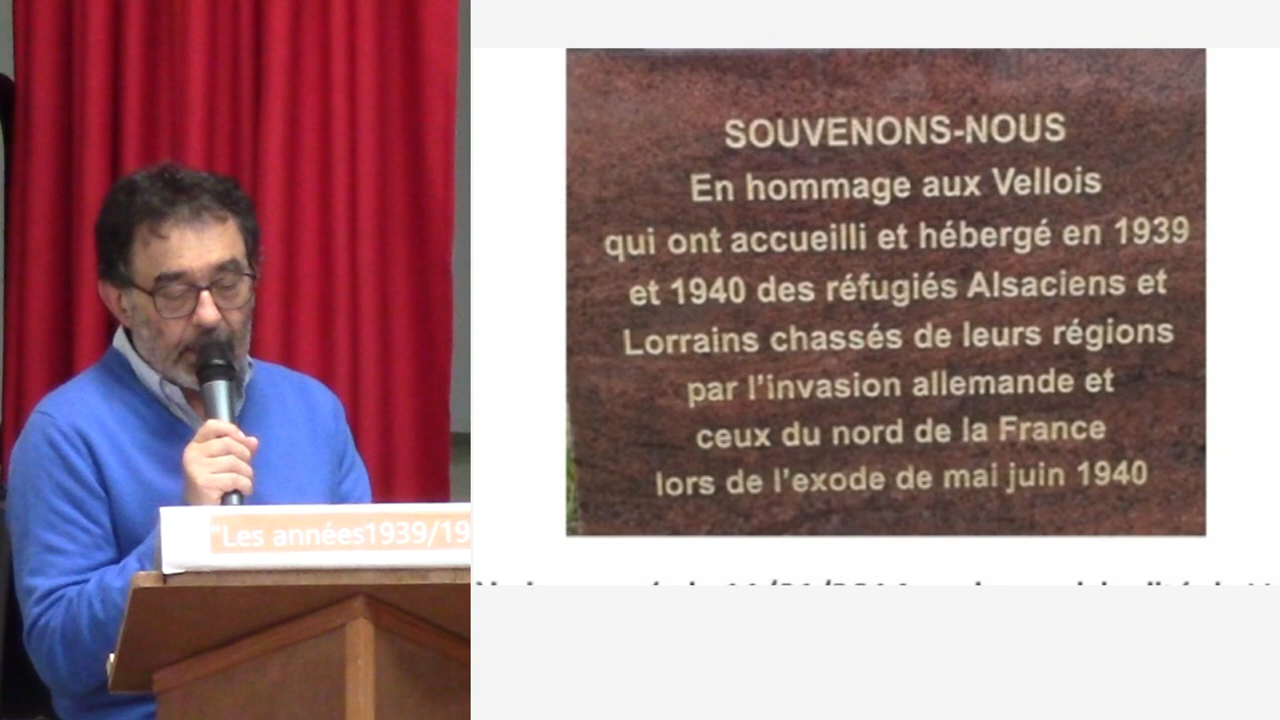 "Les années1939/19
SOUVENONS-NOUS
En hommage aux Vellois
qui ont accueilli et hébergé en 1939
et 1940 des réfugiés Alsaciens et
Lorrains chassés de leurs régions
par l'invasion allemande et
ceux du nord de la France
lors de l'exode de mai juin 1940